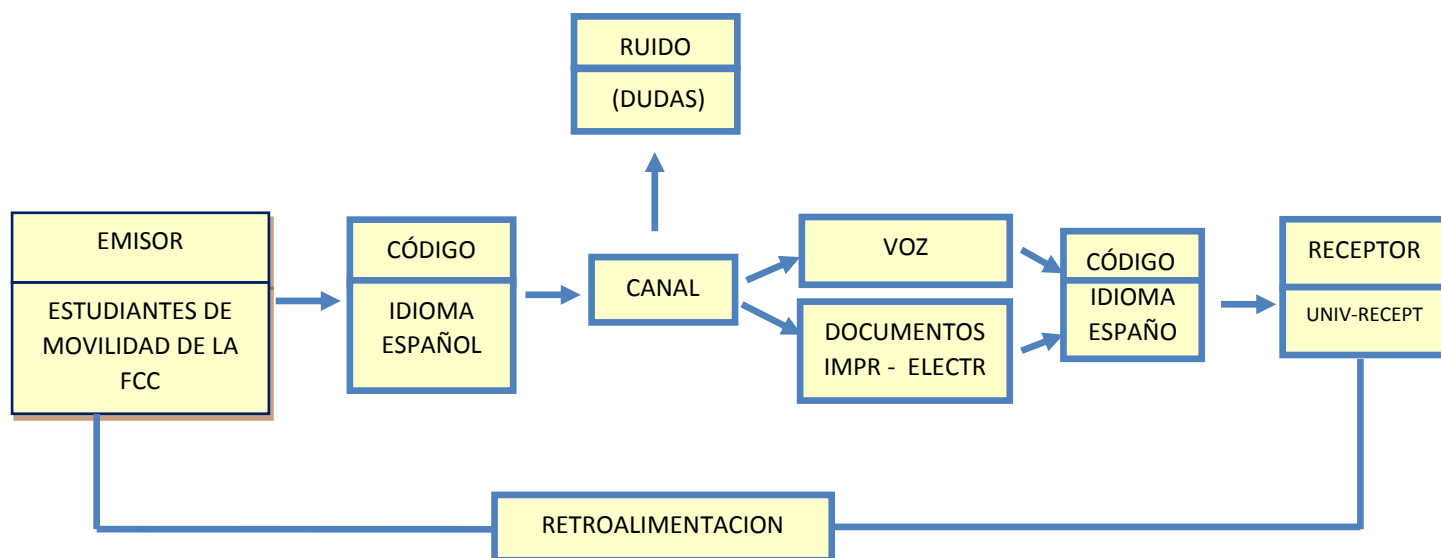 RUIDO
(DUDAS)
EMISOR
ESTUDIANTES DE
MOVILIDAD DE LA
FCC
CÓDIGO
IDIOMA
ESPAÑOL
CANAL
VOZ
DOCUMENTOS
IMPR - ELECTR
CÓDIGO
IDIOMA
ESPAÑO
RECEPTOR
UNIV-RECEPT
RETROALIMENTACION